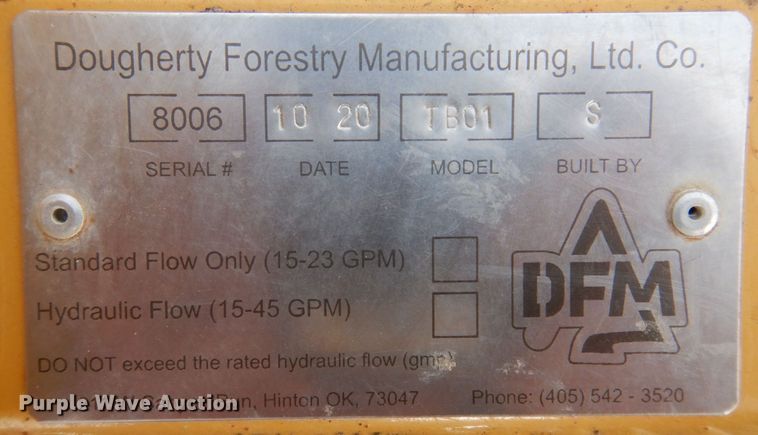 Dougherty Forestry Manufacturing, Ltd. Co.
8006 10 20 TB01 S
SERIAL # DATE MODEL BUILT BY
Standard Flow Only (15-23 GPM)
DFM
Hydraulic Flow (15-45 GPM)
DO NOT exceed the rated hydraulic flow (gmp)
Hinton OK, 73047 Phone: (405) 542 - 3520
Purple Wave Auction